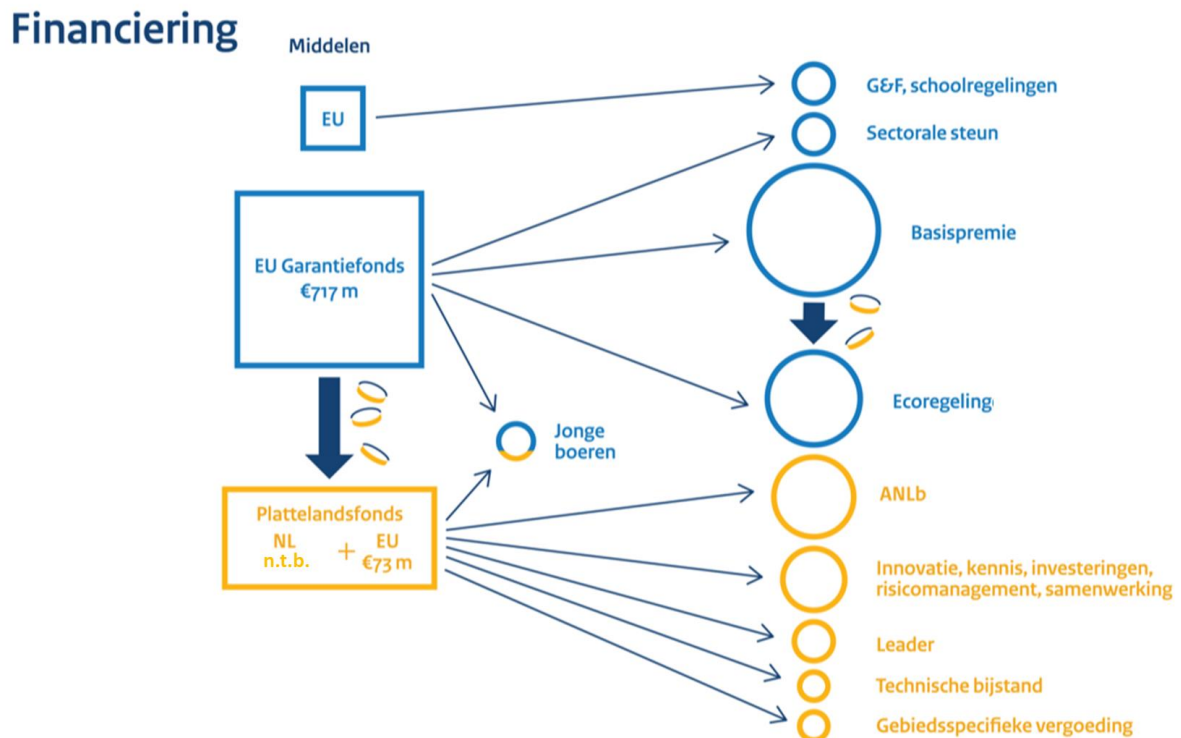 Financiering
Middelen
EU
G&F, schoolregelingen
Sectorale steun
EU Garantiefonds
€717 m
Basispremie
Ecoregeling
Jonge
boeren
Plattelandsfonds
NL + EU
n.t.b. €73 m
ANLb
Innovatie, kennis, investeringen,
risicomanagement, samenwerking
Leader
Technische bijstand
Gebiedsspecifieke vergoeding